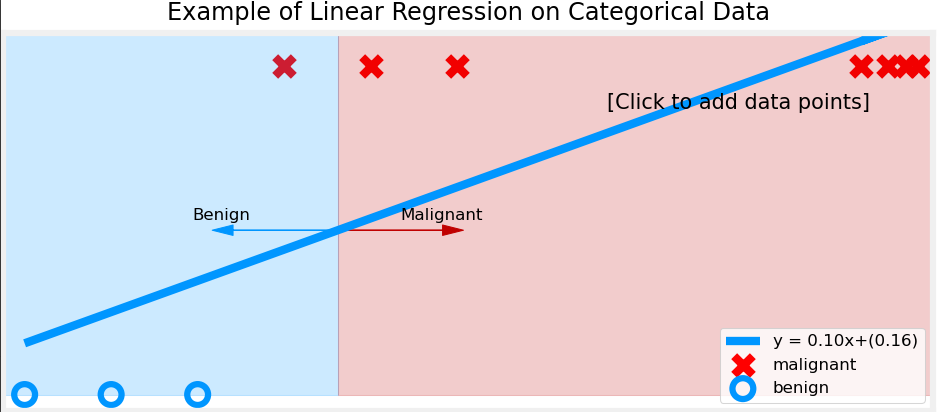 Example of Linear Regression on Categorical Data
[Click to add data points]
Benign
Malignant
y = 0.10x+(0.16)
malignant
benign